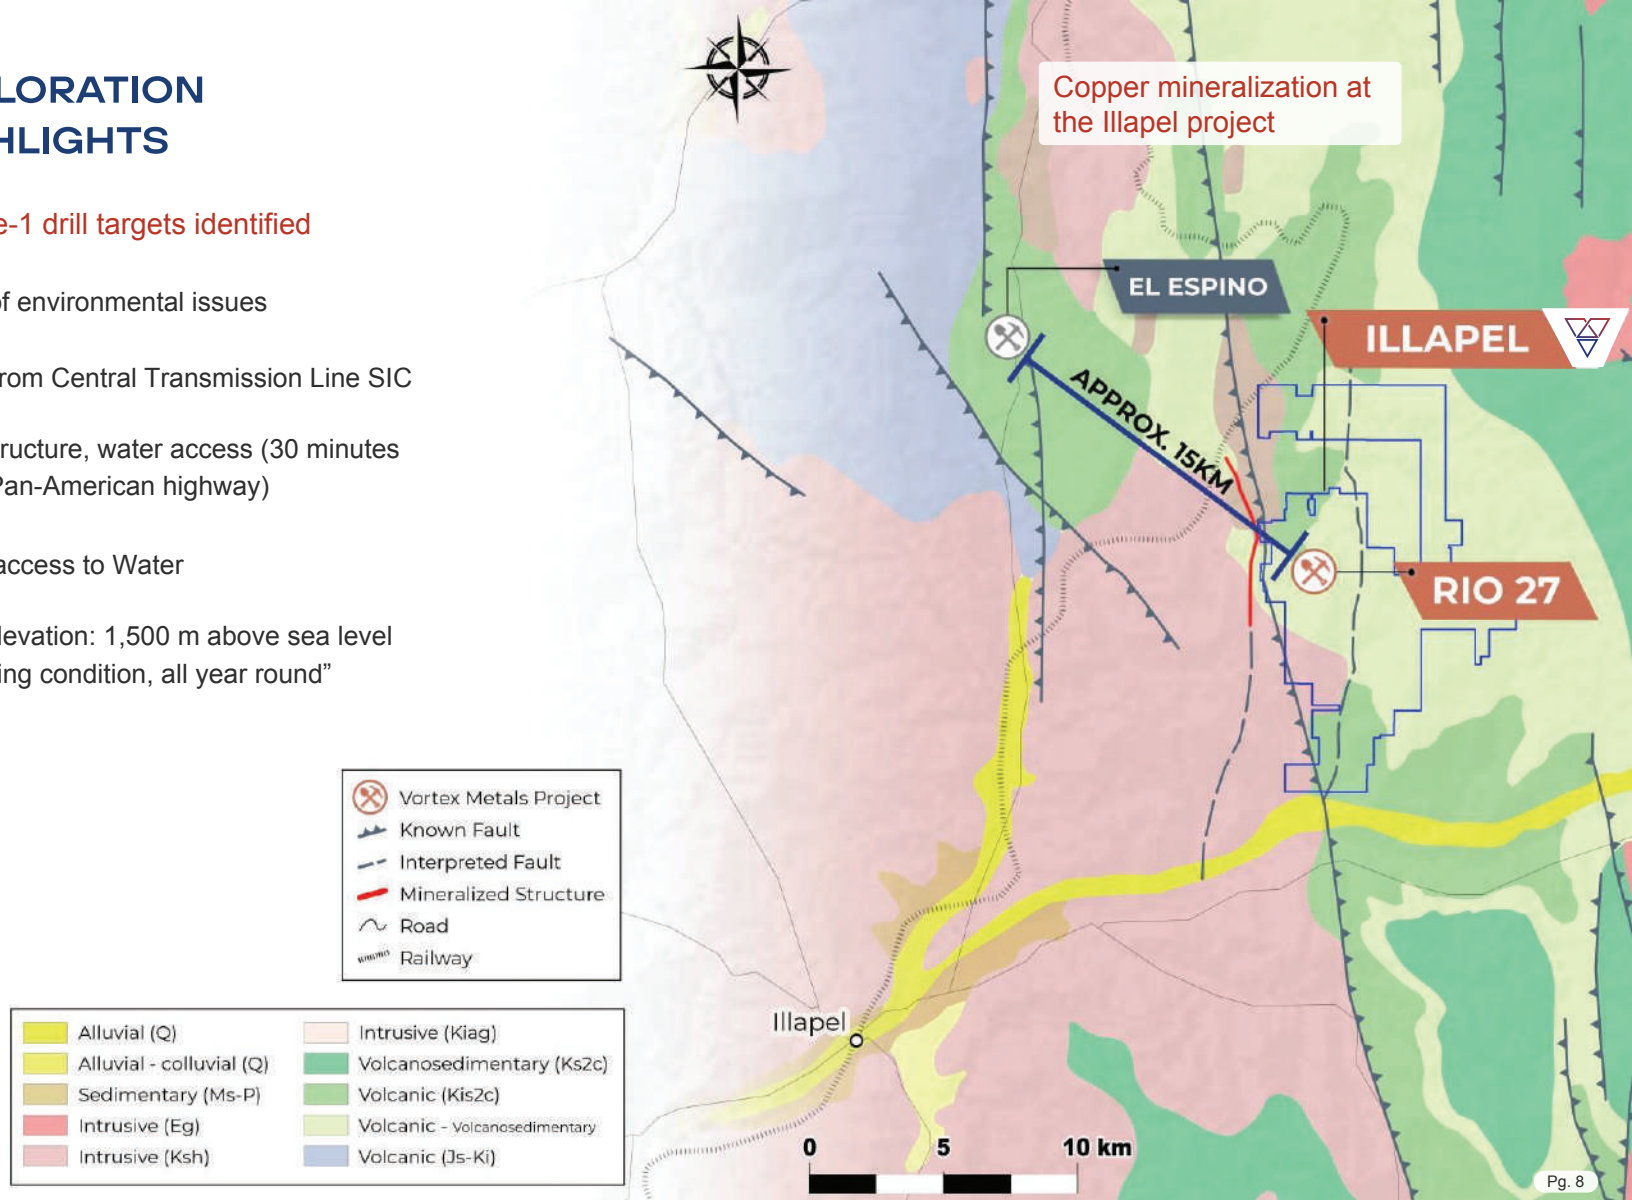 LORATION
HLIGHTS
e-1 drill targets identified
of environmental issues
rom Central Transmission Line SIC
ructure, water access (30 minutes
Pan-American highway)
access to Water
levation: 1,500 m above sea level
ing condition, all year round”
Copper mineralization at
the Illapel project
EL ESPINO
ILLAPEL
APPROX. 15KM
RIO 27
Vortex Metals Project
Known Fault
Interpreted Fault
Mineralized Structure
Road
Railway
Alluvial (Q)
Alluvial - colluvial (Q)
Sedimentary (Ms-P)
Intrusive (Eg)
Intrusive (Ksh)
Intrusive (Kiag)
Volcanosedimentary (Ks2c)
Volcanic (Kis2c)
Volcanic - Volcanosedimentary
Volcanic (Js-Ki)
Illapel
0 5 10 km
Pg. 8